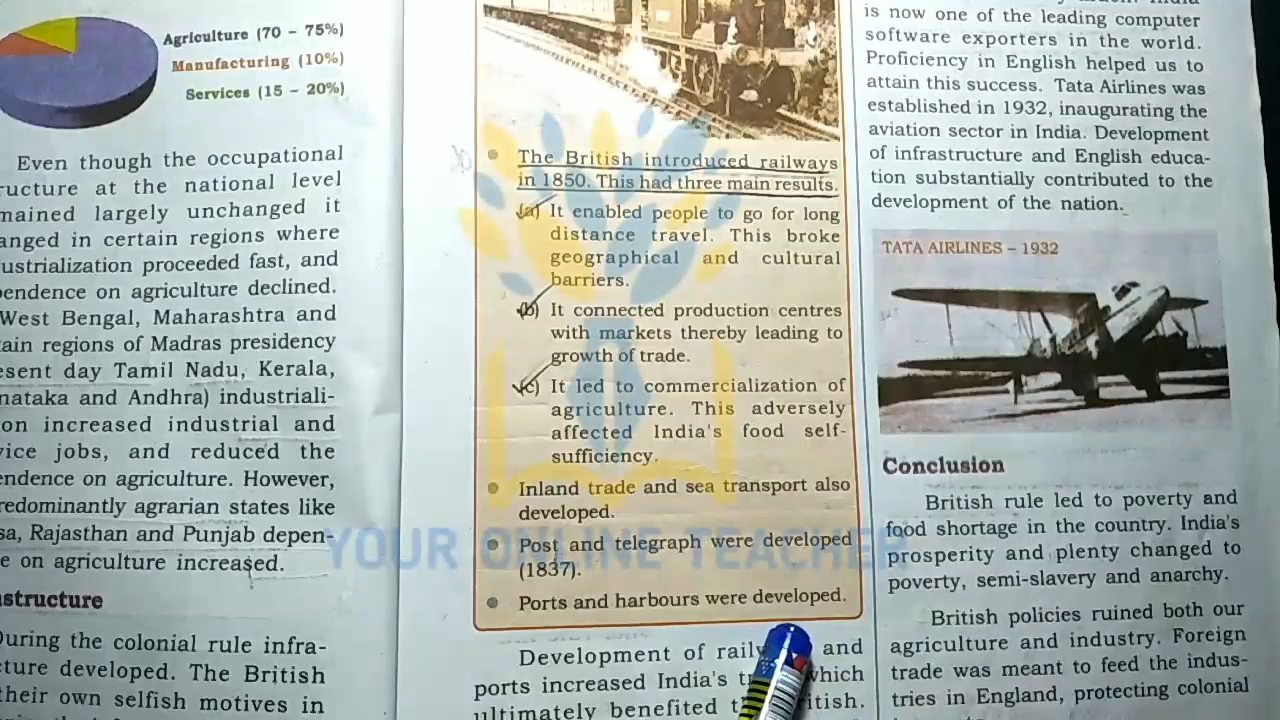 Agriculture (70 – 75%)
Manufacturing (10%)
Services (15 – 20%)
Even though the occupational
ructure at the national level
mained largely unchanged it
anged in certain regions where
ustrialization proceeded fast, and
pendence on agriculture declined.
West Bengal, Maharashtra and
tain regions of Madras presidency
esent day Tamil Nadu, Kerala,
nataka and Andhra) industriali-
on increased industrial and
vice jobs, and reduced the
endence on agriculture. However,
redominantly agrarian states like
sa, Rajasthan and Punjab depen-
e on agriculture increased.
astructure
During the colonial rule infra-
cture developed. The British
their own selfish motives in
• The British introduced railways
in 1850. This had three main results.
(a) It enabled people to go for long
distance travel. This broke
geographical and cultural
barriers.
(b) It connected production centres
with markets thereby leading to
growth of trade.
(c) It led to commercialization of
agriculture. This adversely
affected India's food self-
sufficiency.
• Inland trade and sea transport also
developed.
• Post and telegraph were developed
(1837).
• Ports and harbours were developed.
Development of rail and
ports increased India's which
ultimately benefited
is now one of the leading computer
software exporters in the world.
Proficiency in English helped us to
attain this success. Tata Airlines was
established in 1932, inaugurating the
aviation sector in India. Development
of infrastructure and English educa-
tion substantially contributed to the
development of the nation.
TATA AIRLINES – 1932
Conclusion
British rule led to poverty and
food shortage in the country. India's
prosperity and plenty changed to
poverty, semi-slavery and anarchy.
British policies ruined both our
agriculture and industry. Foreign
trade was meant to feed the indus-
tries in England, protecting colonial
YOUR ONLINE TEACHER